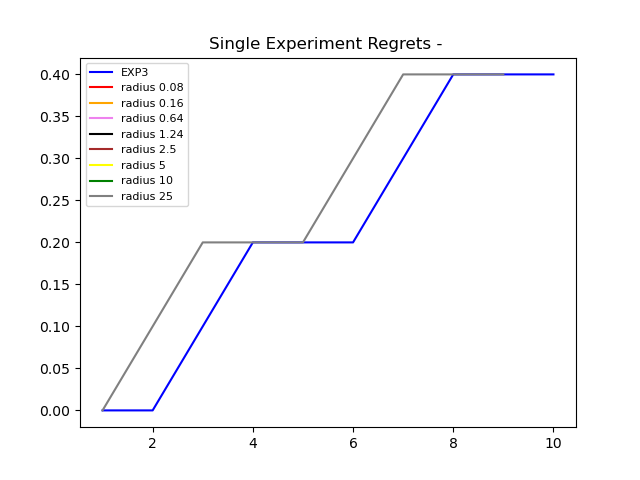 Single Experiment Regrets -
0.40
0.35
0.30
0.25
0.20
0.15
0.10
0.05
0.00
EXP3
radius 0.08
radius 0.16
radius 0.64
radius 1.24
radius 2.5
radius 5
radius 10
radius 25
2 4 6 8 10